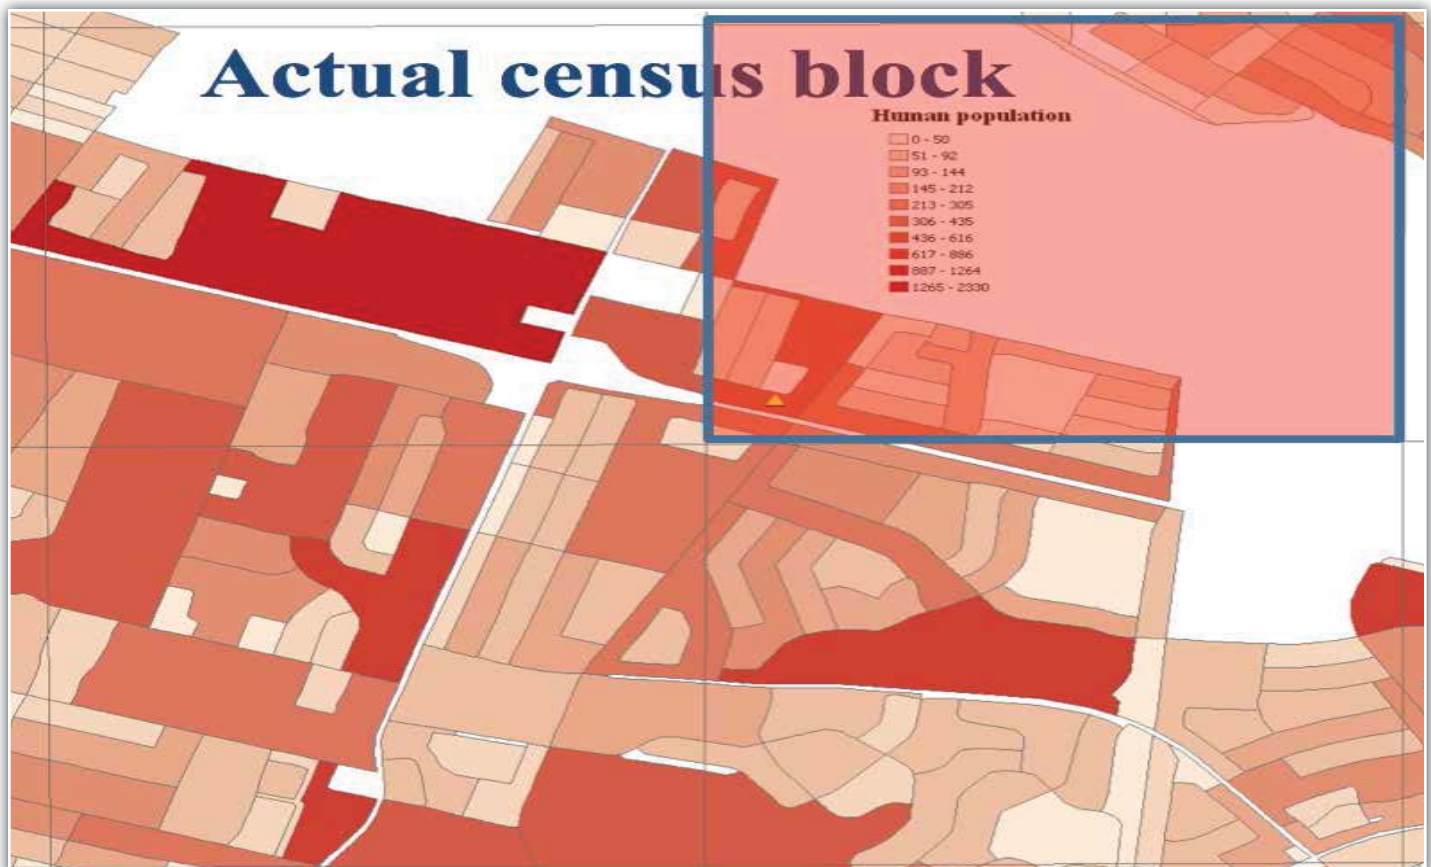 Actual census block
Human population
0 - 50
51 - 92
93 - 144
145 - 212
213 - 305
306 - 435
436 - 616
617 - 886
887 - 1264
1265 - 2330